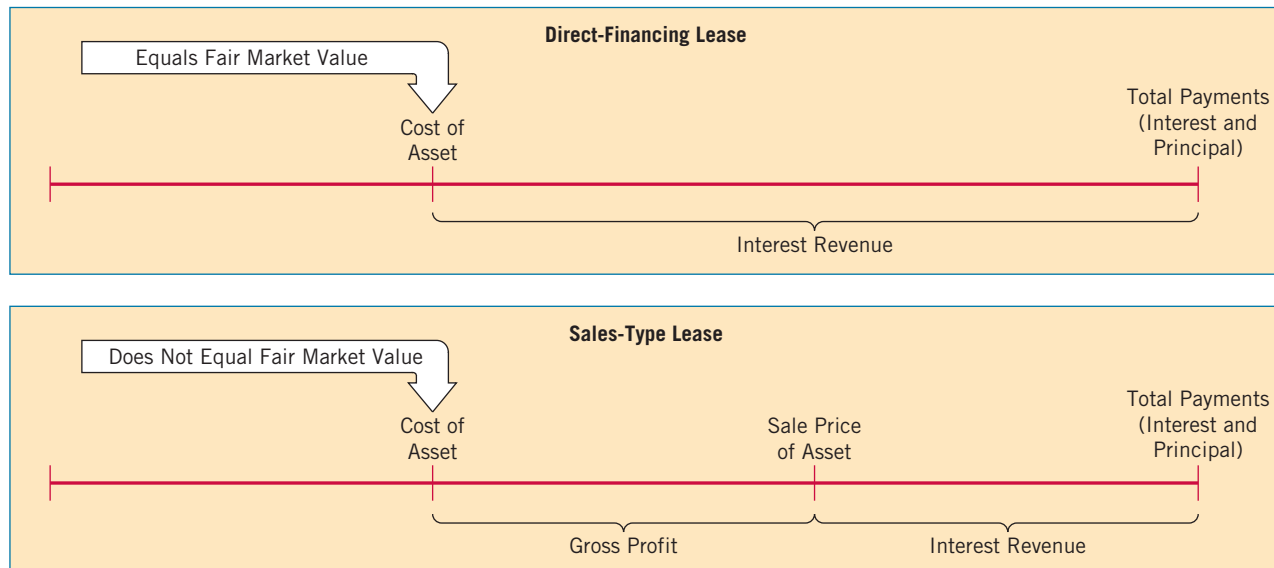 Direct-Financing Lease
Equals Fair Market Value
Cost of
Asset
Total Payments
(Interest and
Principal)
Interest Revenue
Sales-Type Lease
Does Not Equal Fair Market Value
Cost of
Asset
Sale Price
of Asset
Total Payments
(Interest and
Principal)
Gross Profit
Interest Revenue